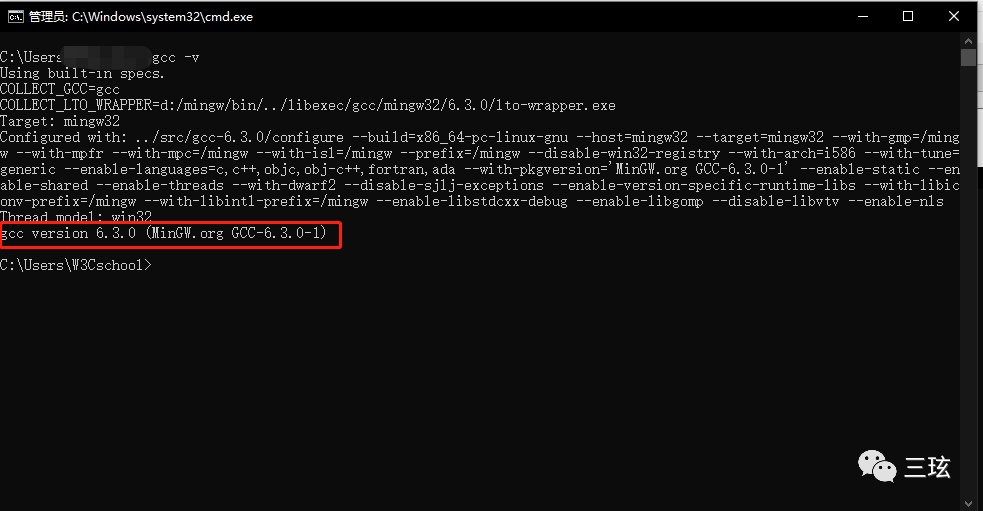 管理员: C:\Windows\system32\cmd.exe
C:\Users gcc -v
Using built-in specs.
COLLECT_GCC=gcc
COLLECT_LTO_WRAPPER=d:/mingw/bin/../libexec/gcc/mingw32/6.3.0/lto-wrapper.exe
Target: mingw32
Configured with: ../src/gcc-6.3.0/configure --build=x86_64-pc-linux-gnu --host=mingw32 --target=mingw32 --with-gmp=/ming
w --with-mpfr --with-mpc=/mingw --with-isl=/mingw --prefix=/mingw --disable-win32-registry --with-arch=i586 --with-tune=
generic --enable-languages=c,c++,objc,obj-c++,fortran,ada --with-pkgversion='MinGW.org GCC-6.3.0-1' --enable-static --en
able-shared --enable-threads --with-dwarf2 --disable-sjlj-exceptions --enable-version-specific-runtime-libs --with-libic
onv-prefix=/mingw --with-libintl-prefix=/mingw --enable-libstdcxx-debug --enable-libgomp --disable-libvtv --enable-nls
Thread model: win32
gcc version 6.3.0 (MinGW.org GCC-6.3.0-1)
C:\Users\W3Cschool>
三玹